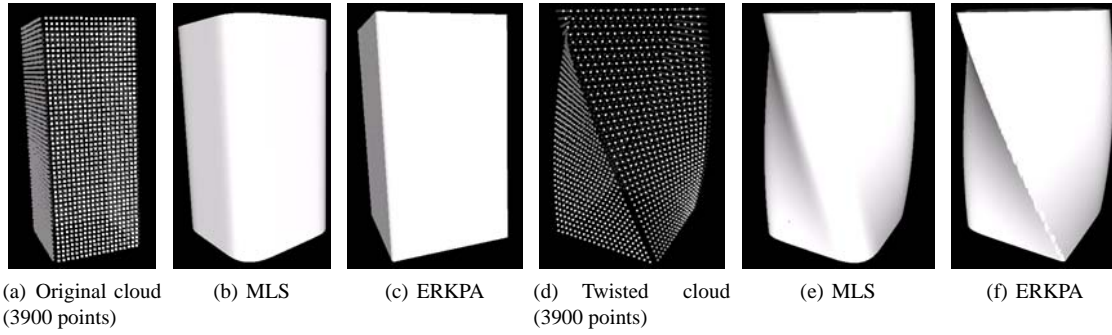 (a) Original cloud
(3900 points)
(b) MLS
(c) ERKPA
(d) Twisted cloud
(3900 points)
(e) MLS
(f) ERKPA